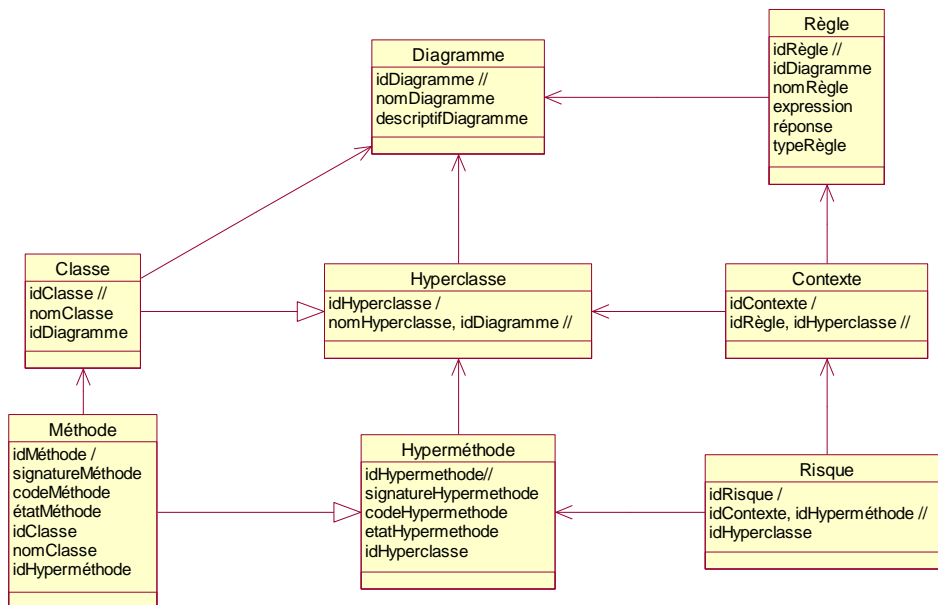 Diagramme
idDiagramme //
nomDiagramme
descriptifDiagramme
Règle
idRègle //
idDiagramme
nomRègle
expression
réponse
typeRègle
Classe
idClasse //
nomClasse
idDiagramme
Hyperclasse
idHyperclasse /
nomHyperclasse, idDiagramme //
Contexte
idContexte /
idRègle, idHyperclasse //
Méthode
idMéthode /
signatureMéthode
codeMéthode
étatMéthode
idClasse
nomClasse
idHyperméthode
Hyperméthode
idHypermethode//
signatureHypermethode
codeHypermethode
etatHypermethode
idHyperclasse
Risque
idRisque /
idContexte, idHyperméthode //
idHyperclasse